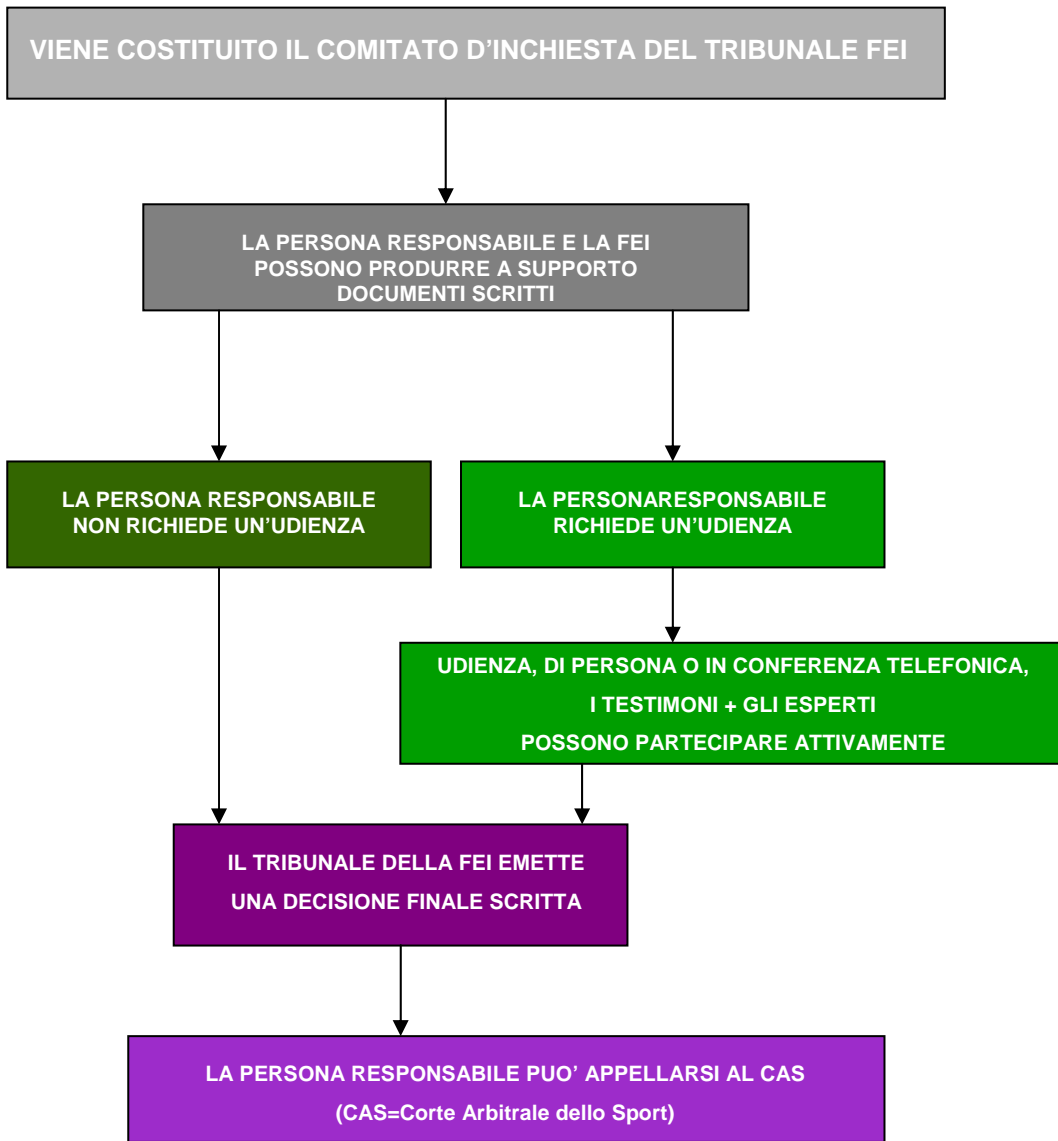 VIENE COSTITUITO IL COMITATO D’INCHIESTA DEL TRIBUNALE FEI
LA PERSONA RESPONSABILE E LA FEI
POSSONO PRODURRE A SUPPORTO
DOCUMENTI SCRITTI
LA PERSONA RESPONSABILE
NON RICHIEDE UN’UDIENZA
LA PERSONARESPONSABILE
RICHIEDE UN’UDIENZA
UDIENZA, DI PERSONA O IN CONFERENZA TELEFONICA,
I TESTIMONI + GLI ESPERTI
POSSONO PARTECIPARE ATTIVAMENTE
IL TRIBUNALE DELLA FEI EMETTE
UNA DECISIONE FINALE SCRITTA
LA PERSONA RESPONSABILE PUO’ APPELLARSI AL CAS
(CAS=Corte Arbitrale dello Sport)